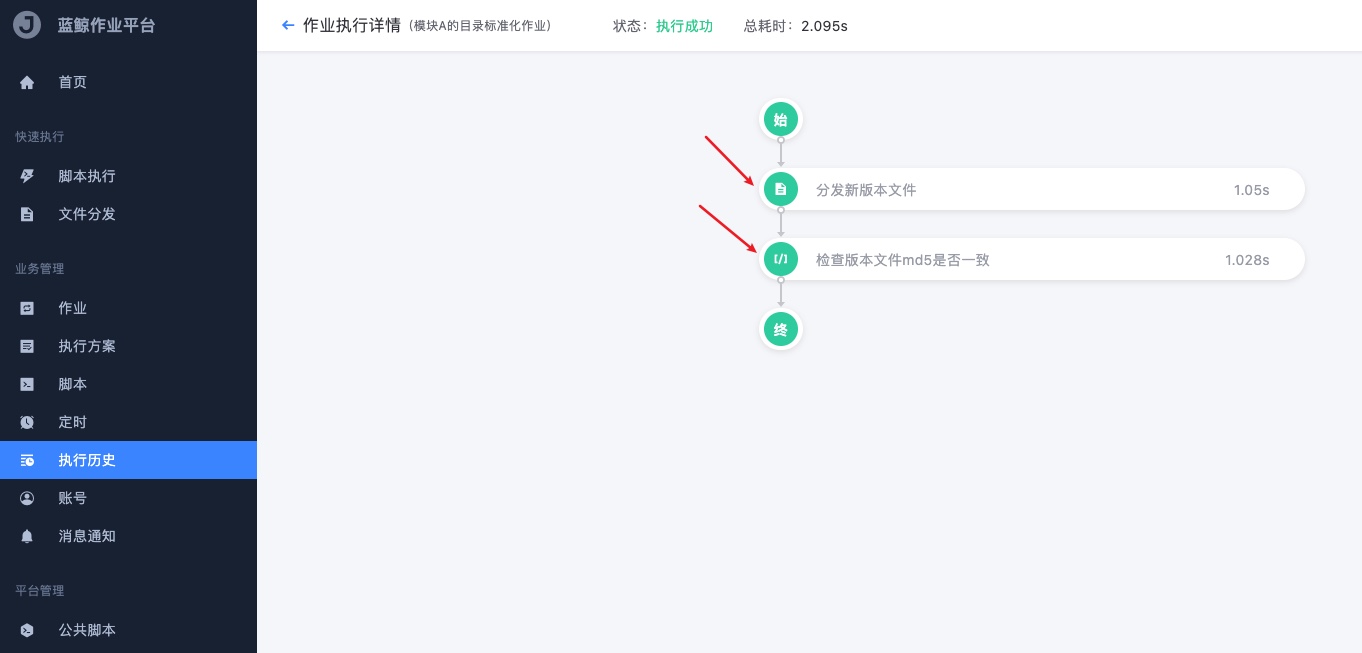 蓝鲸作业平台
首页
快速执行
脚本执行
文件分发
业务管理
作业
执行方案
脚本
定时
执行历史
账号
消息通知
平台管理
公共脚本
作业执行详情 (模块A的目录标准化作业) 状态: 执行成功 总耗时: 2.095s
始
分发新版本文件 1.05s
[/] 检查版本文件md5是否一致 1.028s
终